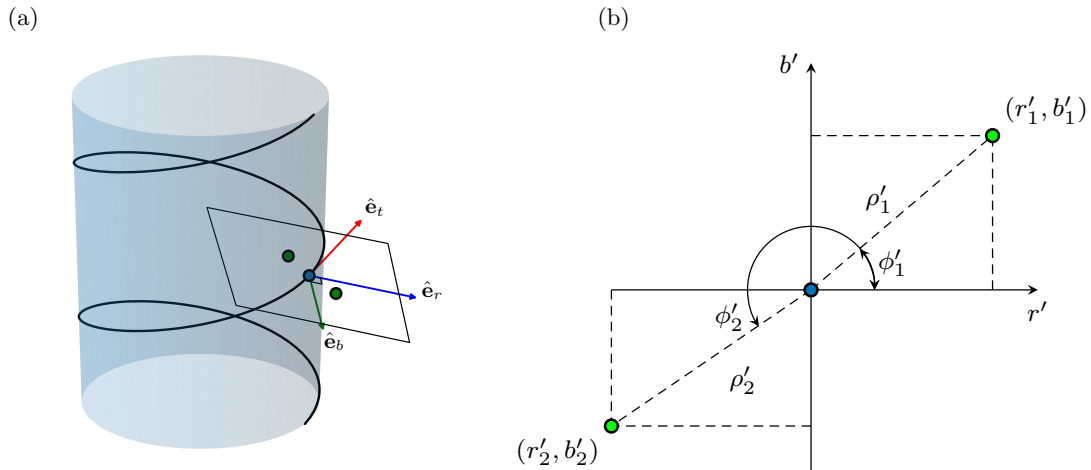 (a)
ê_t
ê_r
ê_b
(b)
b′
(r′₁, b′₁)
ρ′₁
ϕ′₁
r′
ϕ′₂
ρ′₂
(r′₂, b′₂)